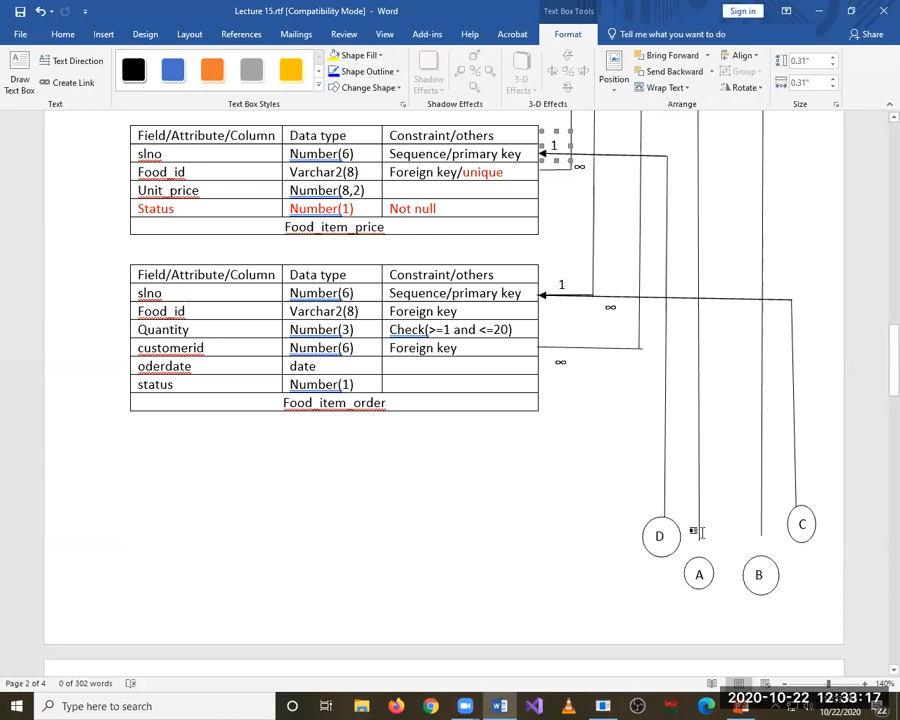 Lecture 15.rtf [Compatibility Mode] - Word
Text Box Tools
Sign in
File Home Insert Design Layout References Mailings Review View Add-ins Help Acrobat Format Tell me what you want to do Share
Draw Text Box
Text Direction
Create Link
Text
Shape Fill
Shape Outline
Change Shape
Text Box Styles
Shadow Effects
Shadow Effects
3-D Effects
3-D Effects
Position
Bring Forward
Send Backward
Wrap Text
Align
Group
Rotate
Arrange
0.31"
0.31"
Size
Field/Attribute/Column Data type Constraint/others
slno Number(6) Sequence/primary key
Food_id Varchar2(8) Foreign key/unique
Unit_price Number(8,2)
Status Number(1) Not null
Food_item_price
1
∞
Field/Attribute/Column Data type Constraint/others
slno Number(6) Sequence/primary key
Food_id Varchar2(8) Foreign key
Quantity Number(3) Check(>=1 and <=20)
customerid Number(6) Foreign key
oderdate date
status Number(1)
Food_item_order
1
∞
∞
D
A
B
C
Page 2 of 4 0 of 302 words
140%
Type here to search
2020-10-22 12:33:17
10/22/2020
22